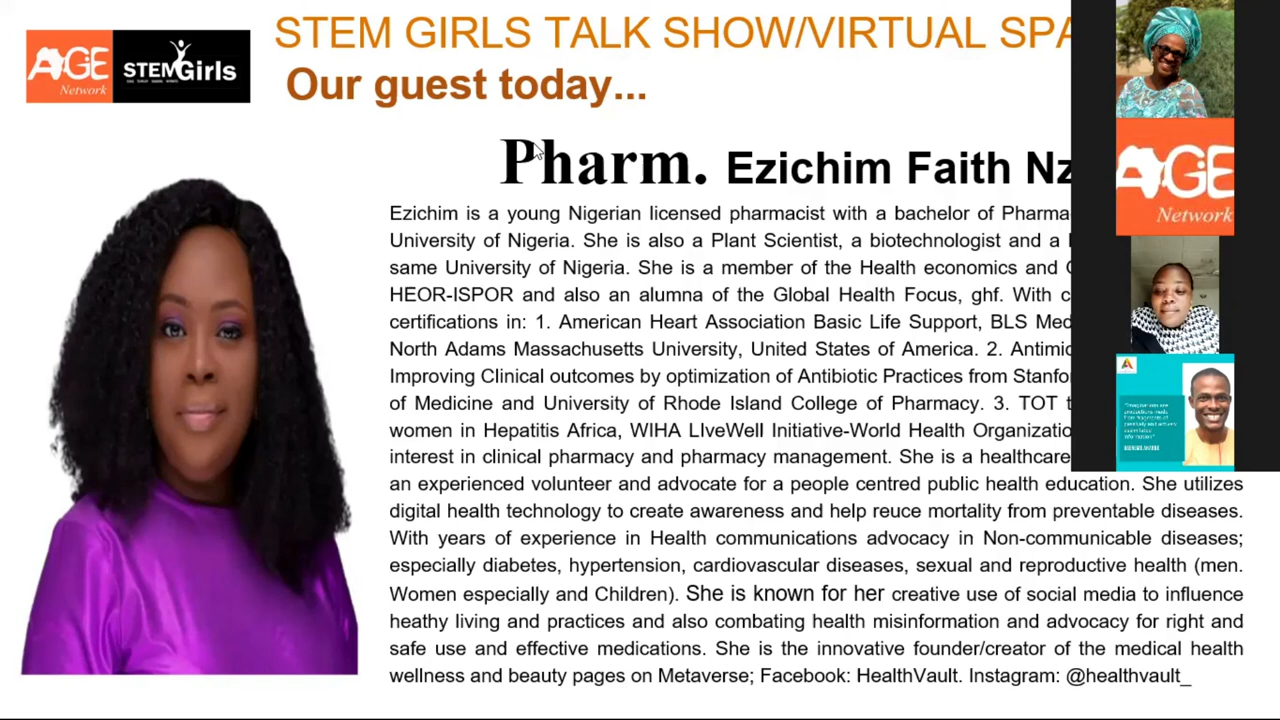 AGE
Network
STEMGirls
STEM GIRLS TALK SHOW/VIRTUAL SPA
Our guest today...
Pharm. Ezichim Faith Nz
Ezichim is a young Nigerian licensed pharmacist with a bachelor of Pharma
University of Nigeria. She is also a Plant Scientist, a biotechnologist and a
same University of Nigeria. She is a member of the Health economics and
HEOR-ISPOR and also an alumna of the Global Health Focus, ghf. With c
certifications in: 1. American Heart Association Basic Life Support, BLS Med
North Adams Massachusetts University, United States of America. 2. Antimic
Improving Clinical outcomes by optimization of Antibiotic Practices from Stanfo
of Medicine and University of Rhode Island College of Pharmacy. 3. TOT t
women in Hepatitis Africa, WIHA LIveWell Initiative-World Health Organizatio
interest in clinical pharmacy and pharmacy management. She is a healthcare
an experienced volunteer and advocate for a people centred public health education. She utilizes
digital health technology to create awareness and help reuce mortality from preventable diseases.
With years of experience in Health communications advocacy in Non-communicable diseases;
especially diabetes, hypertension, cardiovascular diseases, sexual and reproductive health (men.
Women especially and Children). She is known for her creative use of social media to influence
heathy living and practices and also combating health misinformation and advocacy for right and
safe use and effective medications. She is the innovative founder/creator of the medical health
wellness and beauty pages on Metaverse; Facebook: HealthVault. Instagram: @healthvault_
AGE
Network